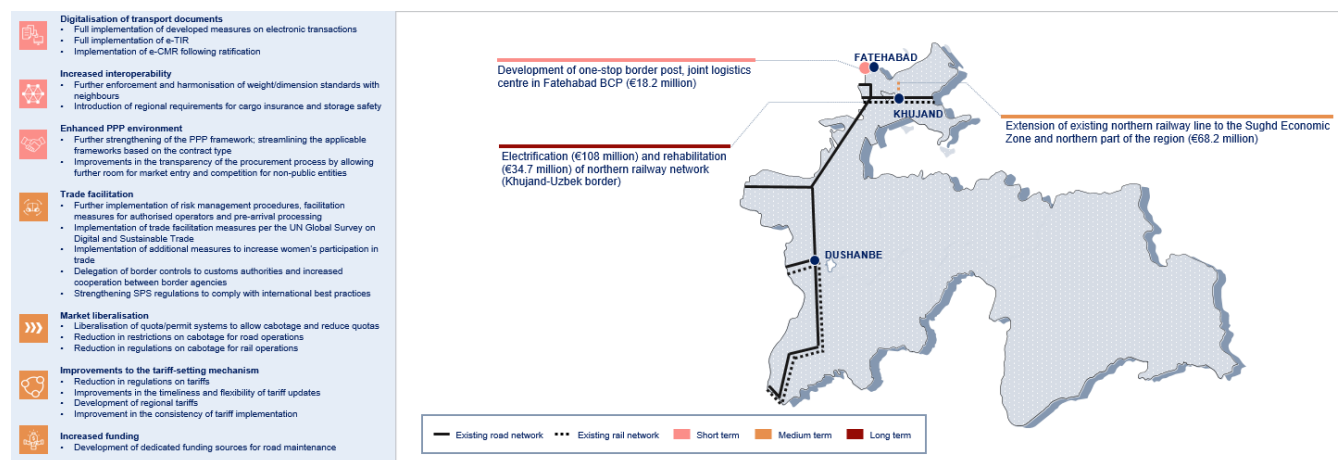 Digitalisation of transport documents
• Full implementation of developed measures on electronic transactions
• Full implementation of e-TIR
• Implementation of e-CMR following ratification
Increased interoperability
• Further enforcement and harmonisation of weight/dimension standards with
neighbours
• Introduction of regional requirements for cargo insurance and storage safety
Enhanced PPP environment
• Further strengthening of the PPP framework; streamlining the applicable
frameworks based on the contract type
• Improvements in the transparency of the procurement process by allowing
further room for market entry and competition for non-public entities
Trade facilitation
• Further implementation of risk management procedures, facilitation
measures for authorised operators and pre-arrival processing
• Implementation of trade facilitation measures per the UN Global Survey on
Digital and Sustainable Trade
• Implementation of additional measures to increase women's participation in
trade
• Delegation of border controls to customs authorities and increased
cooperation between border agencies
• Strengthening SPS regulations to comply with international best practices
Market liberalisation
• Liberalisation of quota/permit systems to allow cabotage and reduce quotas
• Reduction in restrictions on cabotage for road operations
• Reduction in regulations on cabotage for rail operations
Improvements to the tariff-setting mechanism
• Reduction in regulations on tariffs
• Improvements in the timeliness and flexibility of tariff updates
• Development of regional tariffs
• Improvement in the consistency of tariff implementation
Increased funding
• Development of dedicated funding sources for road maintenance
FATEHABAD
Development of one-stop border post, joint logistics
centre in Fatehabad BCP (€18.2 million)
KHUJAND
Extension of existing northern railway line to the Sughd Economic
Zone and northern part of the region (€68.2 million)
Electrification (€108 million) and rehabilitation
(€34.7 million) of northern railway network
(Khujand-Uzbek border)
DUSHANBE
Existing road network
Existing rail network
Short term
Medium term
Long term